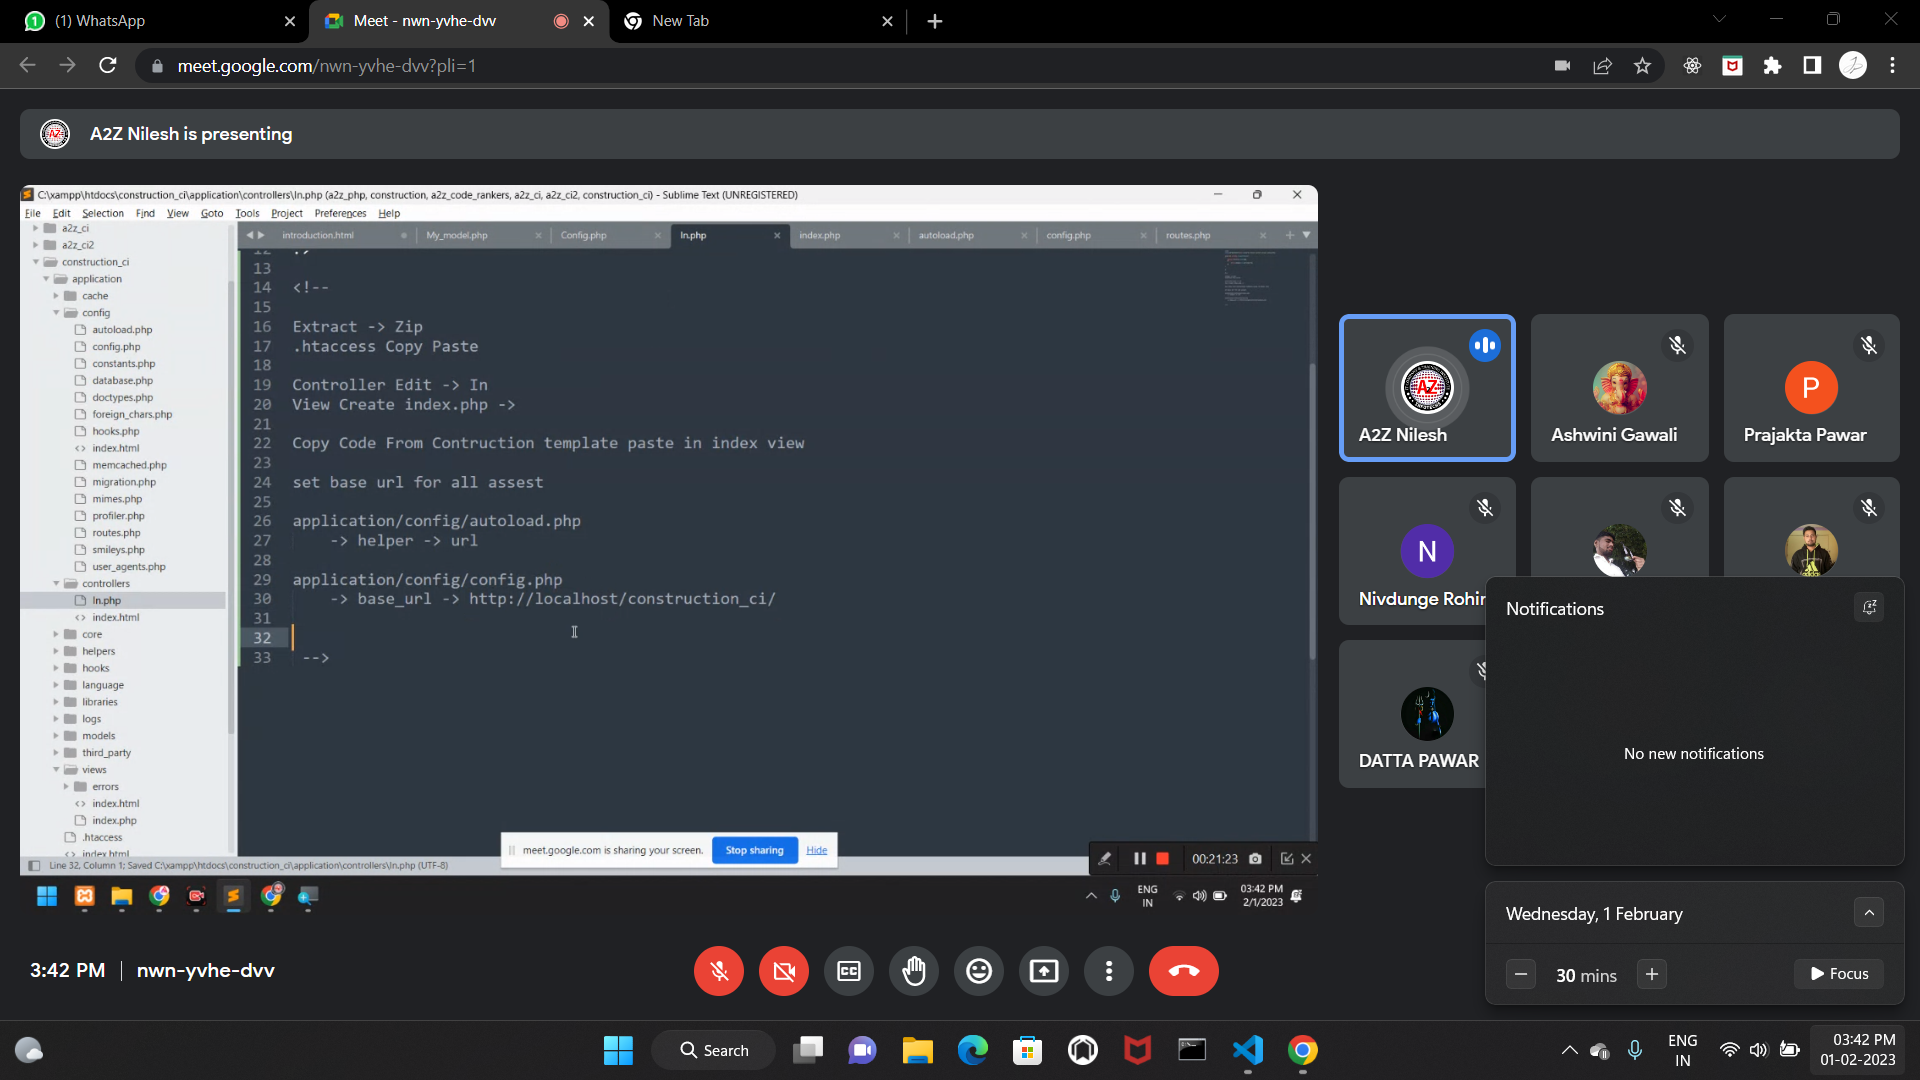 (1) WhatsApp
Meet - nwn-yvhe-dvv
New Tab
meet.google.com/nwn-yvhe-dvv?pli=1
A2Z Nilesh is presenting
C:\xampp\htdocs\construction_ci\application\controllers\In.php (a2z_php, construction, a2z_code_rankers, a2z_ci, a2z_ci2, construction_ci) - Sublime Text (UNREGISTERED)
File Edit Selection Find View Goto Tools Project Preferences Help
a2z_ci
a2z_ci2
construction_ci
application
cache
config
autoload.php
config.php
constants.php
database.php
doctypes.php
foreign_chars.php
hooks.php
index.html
memcached.php
migration.php
mimes.php
profiler.php
routes.php
smileys.php
user_agents.php
controllers
In.php
index.html
core
helpers
hooks
language
libraries
logs
models
third_party
views
errors
index.html
index.php
.htaccess
index.html
introduction.html My_model.php Config.php In.php index.php autoload.php config.php routes.php
12
13
14 <!--
15
16 Extract -> Zip
17 .htaccess Copy Paste
18
19 Controller Edit -> In
20 View Create index.php ->
21
22 Copy Code From Contruction template paste in index view
23
24 set base url for all assest
25
26 application/config/autoload.php
27 -> helper -> url
28
29 application/config/config.php
30 -> base_url -> http://localhost/construction_ci/
31
32
33 -->
meet.google.com is sharing your screen. Stop sharing Hide
00:21:23
Line 32, Column 1; Saved C:\xampp\htdocs\construction_ci\application\controllers\In.php (UTF-8)
ENG
IN
03:42 PM
2/1/2023
AZ
A2Z Nilesh
Ashwini Gawali
P
Prajakta Pawar
N
Nivdunge Rohin
DATTA PAWAR
Notifications
No new notifications
Wednesday, 1 February
30 mins
Focus
3:42 PM | nwn-yvhe-dvv
Search
ENG
IN
03:42 PM
01-02-2023